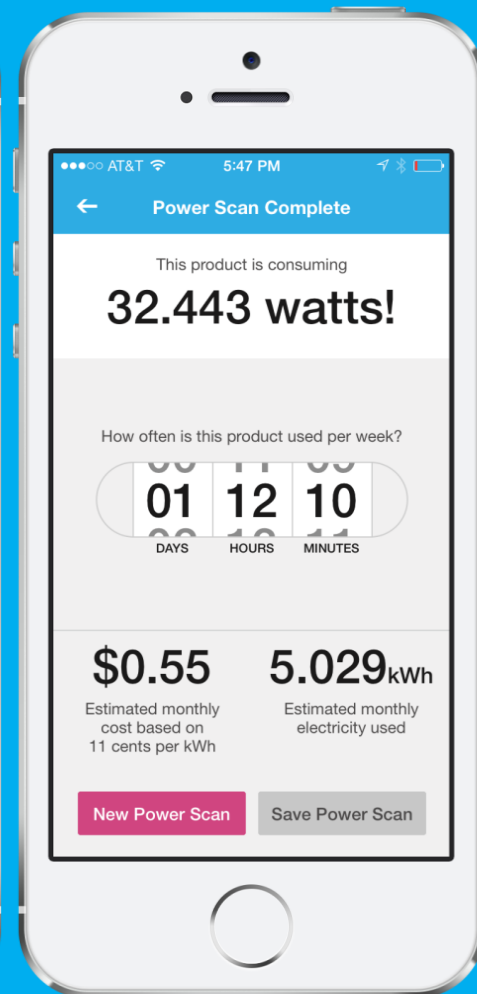 AT&T 5:47 PM
Power Scan Complete
This product is consuming
32.443 watts!
How often is this product used per week?
01 12 10
DAYS HOURS MINUTES
$0.55 5.029kWh
Estimated monthly
cost based on
11 cents per kWh
Estimated monthly
electricity used
New Power Scan Save Power Scan